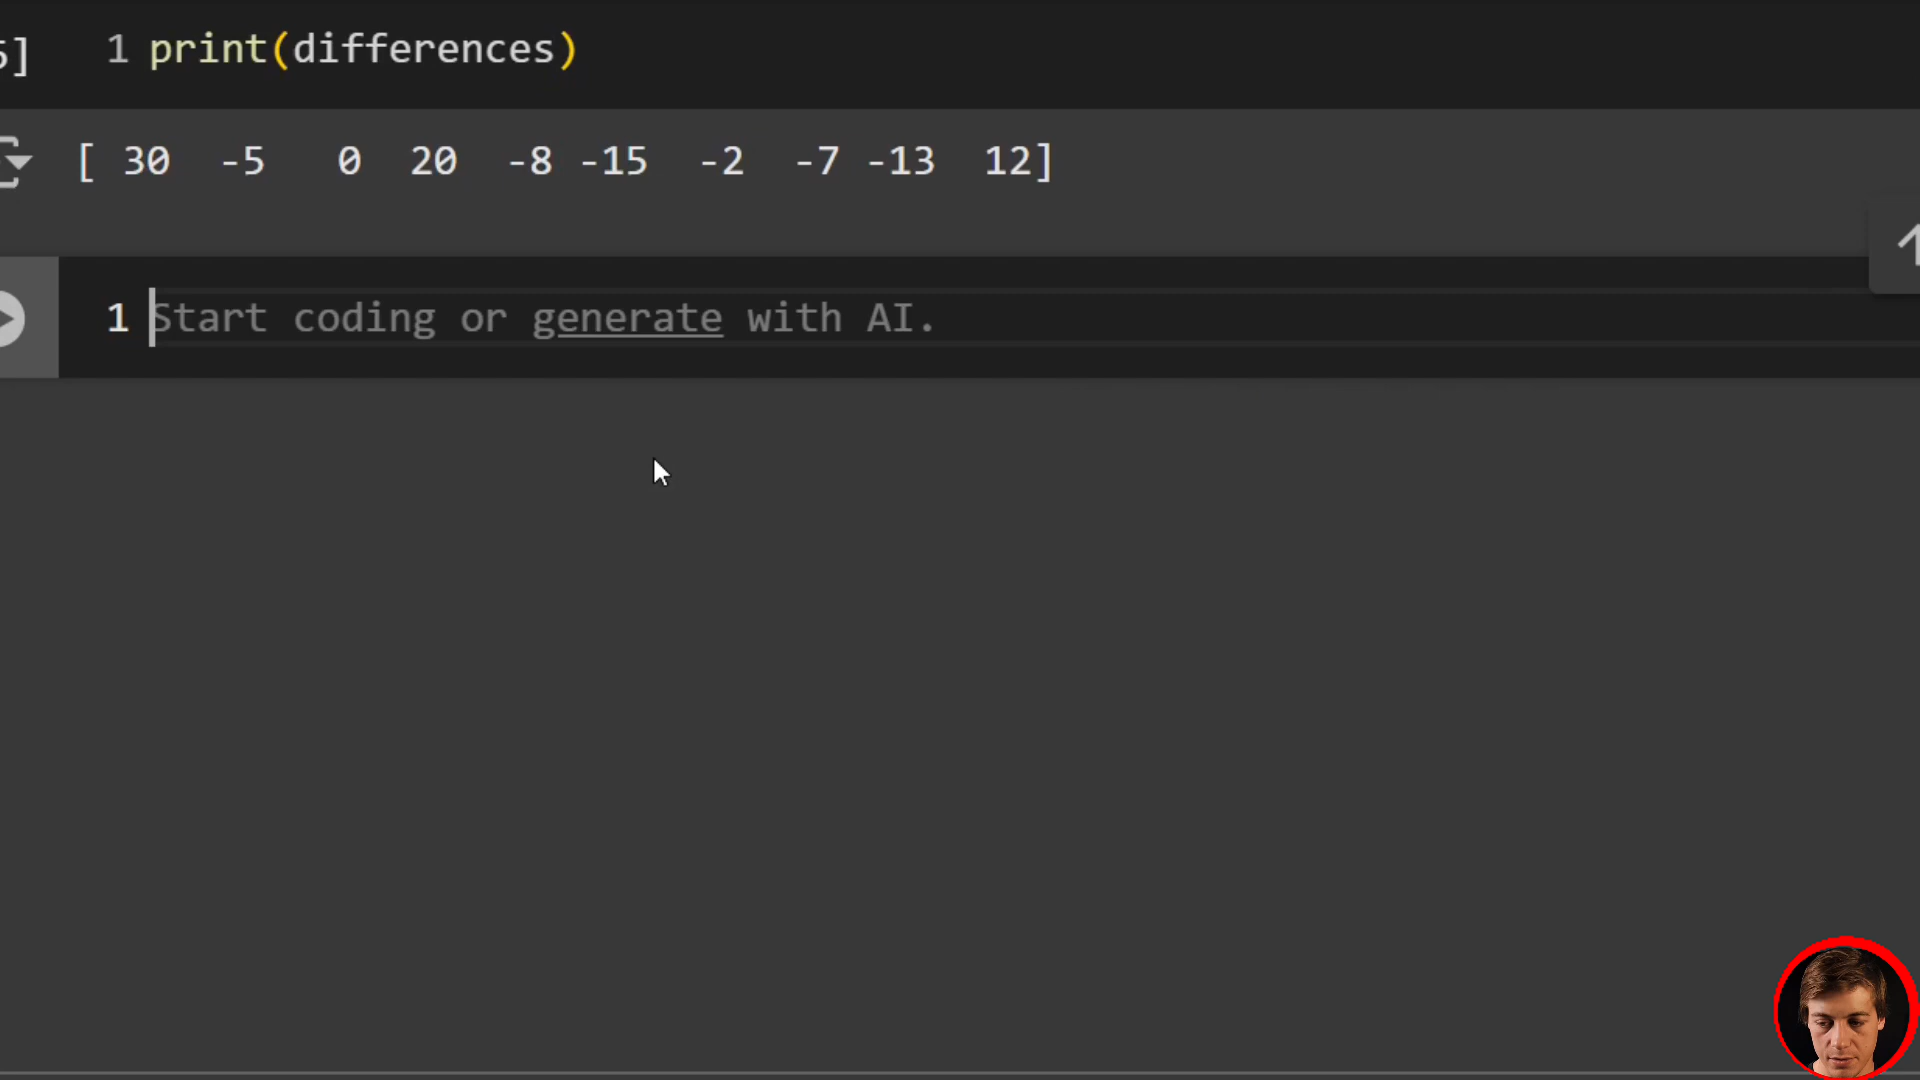 5]
1 print(differences)
[ 30  -5   0  20  -8 -15  -2  -7 -13  12]
1 Start coding or generate with AI.